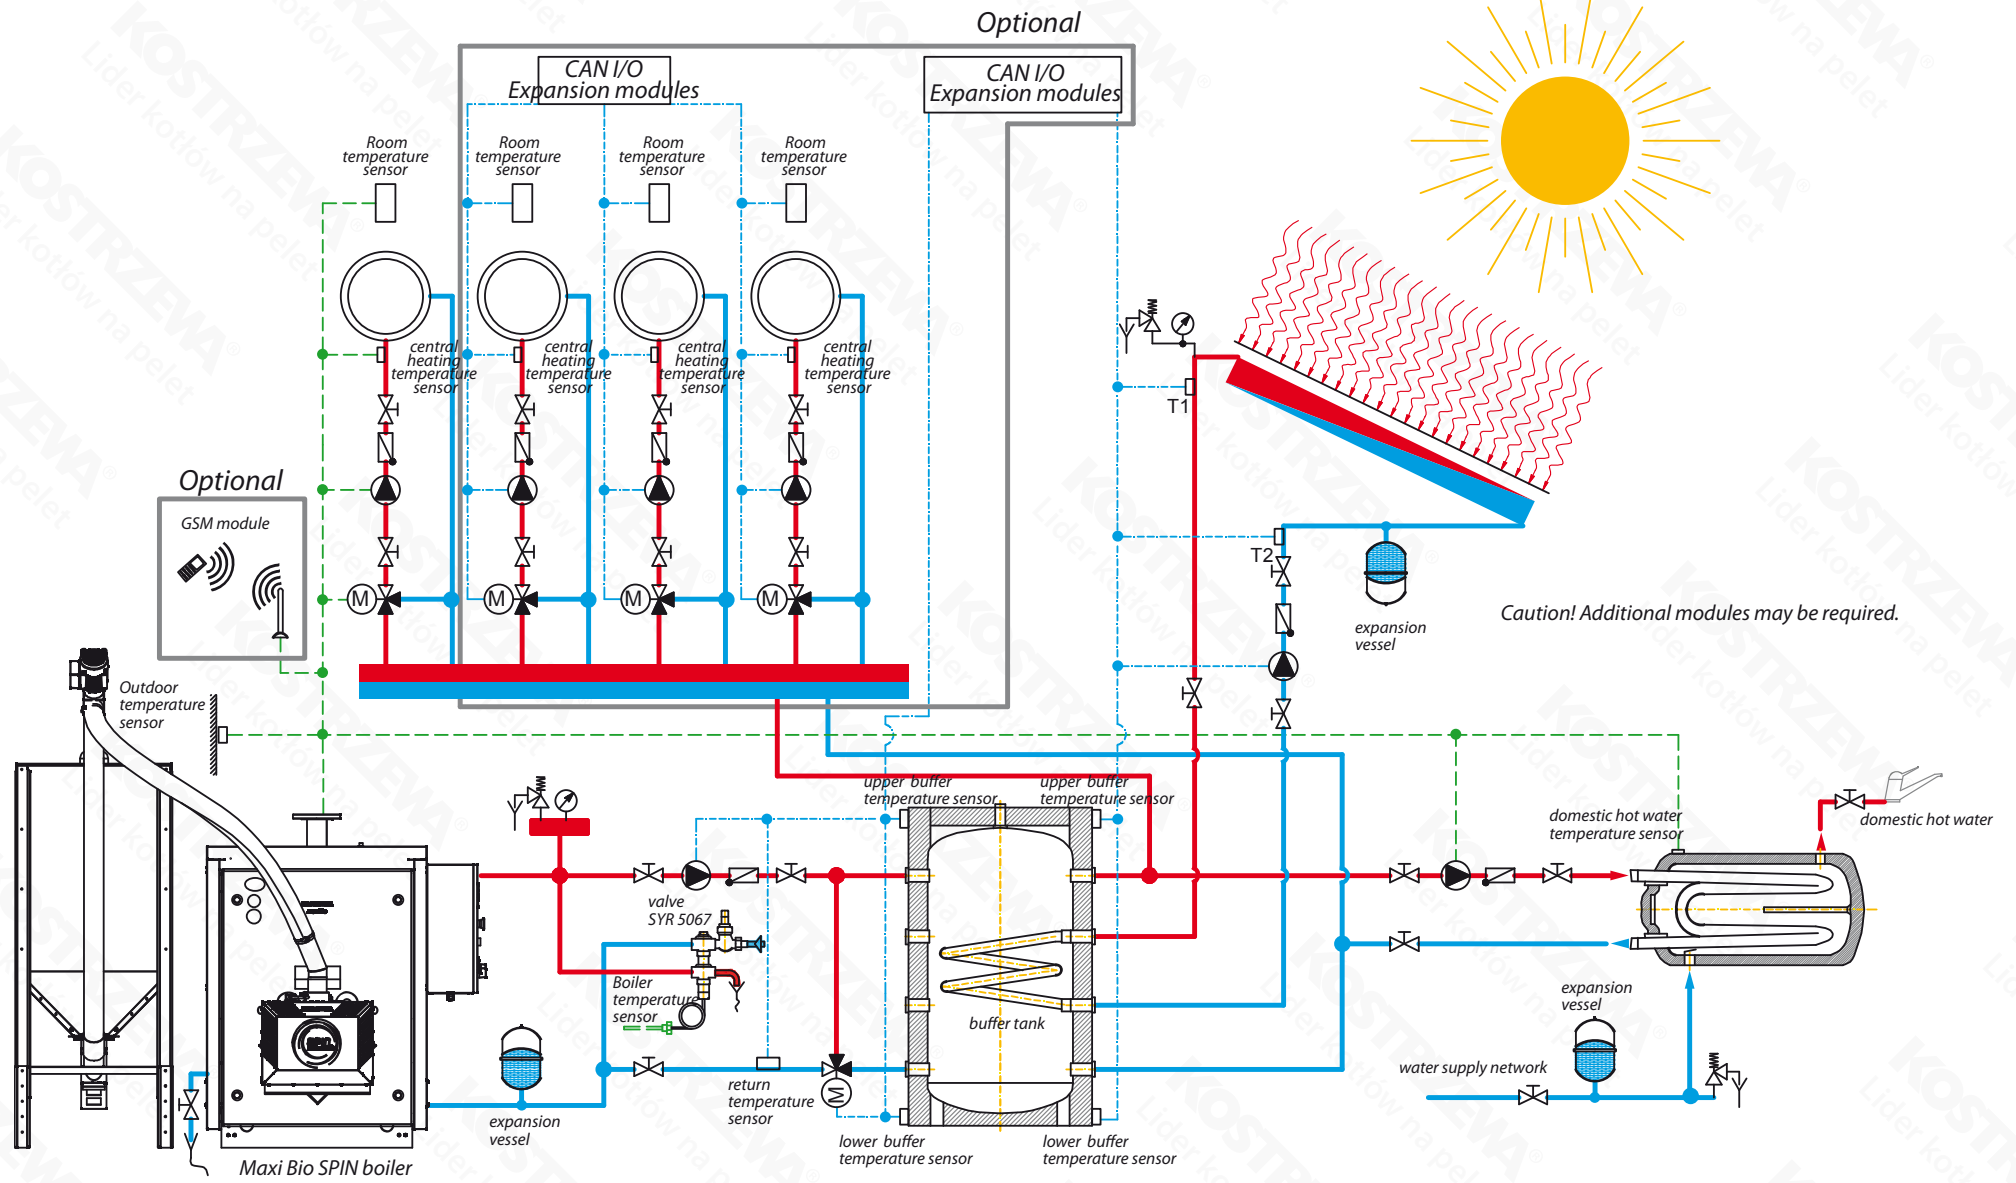 Optional
CAN I/O
Expansion modules
CAN I/O
Expansion modules
Room
temperature
sensor
Room
temperature
sensor
Room
temperature
sensor
Room
temperature
sensor
central
heating
temperature
sensor
central
heating
temperature
sensor
central
heating
temperature
sensor
central
heating
temperature
sensor
T1
Optional
GSM module
T2
M
M
M
M
expansion
vessel
Caution! Additional modules may be required.
Outdoor
temperature
sensor
upper buffer
temperature sensor
upper buffer
temperature sensor
domestic hot water
temperature sensor
domestic hot water
valve
SYR 5067
Boiler
temperature
sensor
buffer tank
expansion
vessel
water supply network
return
temperature
sensor
M
expansion
vessel
lower buffer
temperature sensor
lower buffer
temperature sensor
Maxi Bio SPIN boiler
KOSTRZEWA®
Lider kotłów na pelet